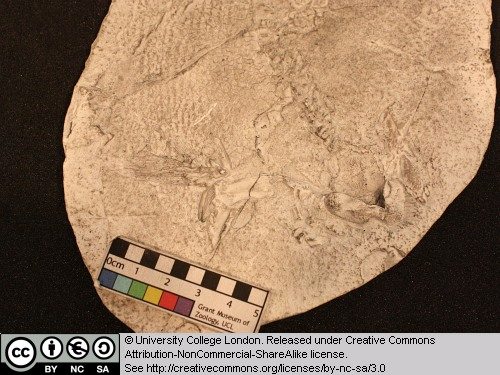 0cm 1 2 3 4 5
Grant Museum of
Zoology, UCL
cc BY NC SA
© University College London. Released under Creative Commons
Attribution-NonCommercial-ShareAlike license.
See http://creativecommons.org/licenses/by-nc-sa/3.0